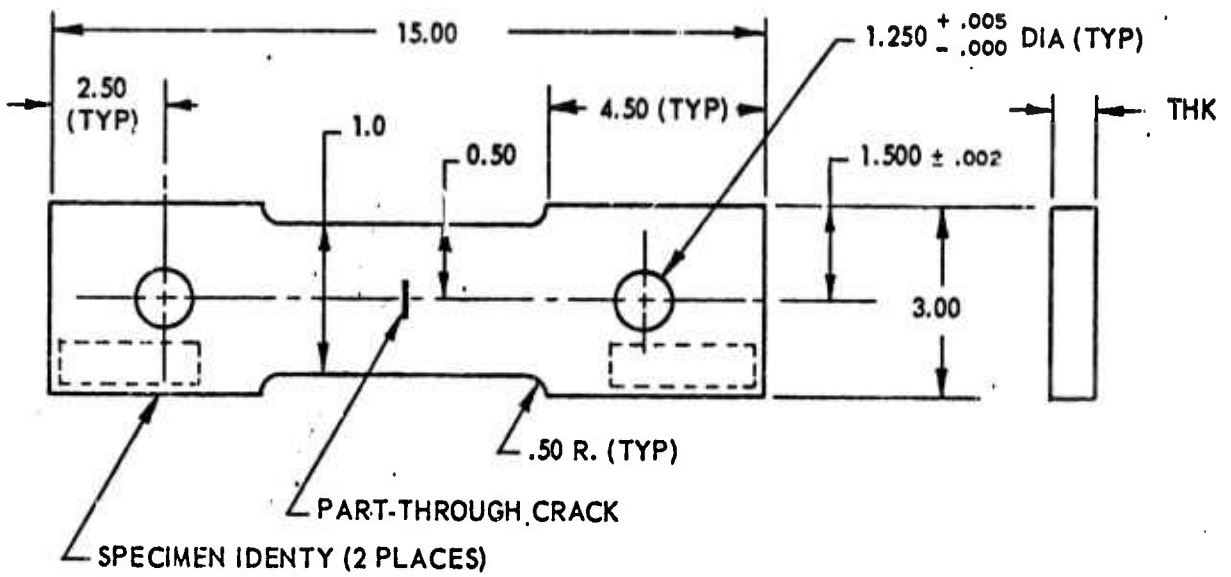 15.00
1.250 + .005
- .000 DIA (TYP)
2.50
(TYP)
4.50 (TYP)
THK
1.0
0.50
1.500 ± .002
3.00
.50 R. (TYP)
PART-THROUGH CRACK
SPECIMEN IDENTY (2 PLACES)